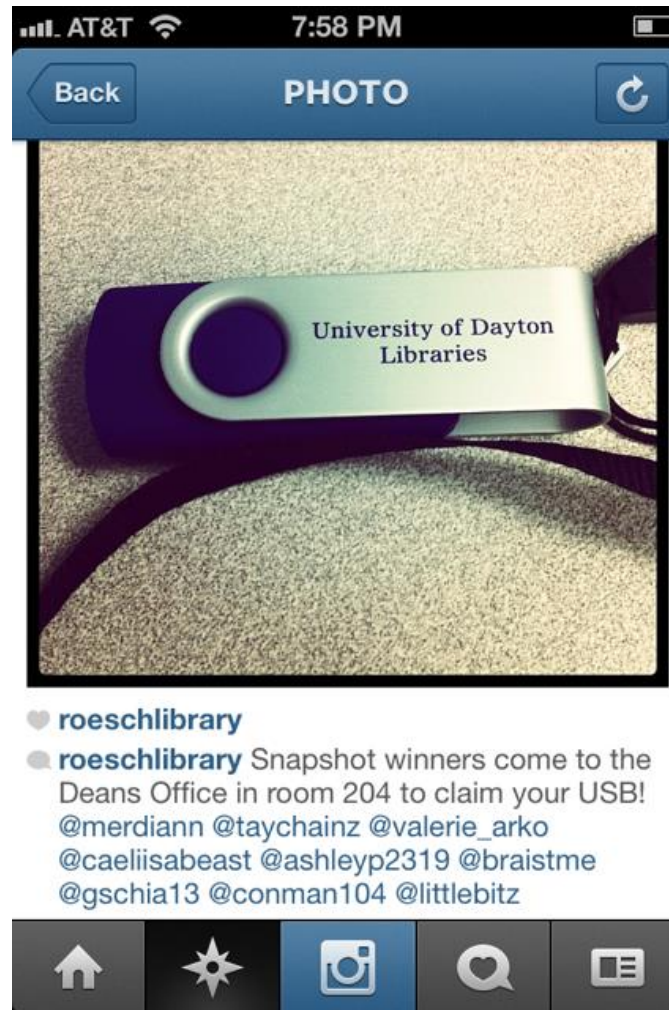 AT&T 7:58 PM
Back PHOTO
University of Dayton
Libraries
roeschlibrary
roeschlibrary Snapshot winners come to the
Deans Office in room 204 to claim your USB!
@merdiann @taychainz @valerie_arko
@caeliisabeast @ashleyp2319 @braistme
@gschia13 @conman104 @littlebitz